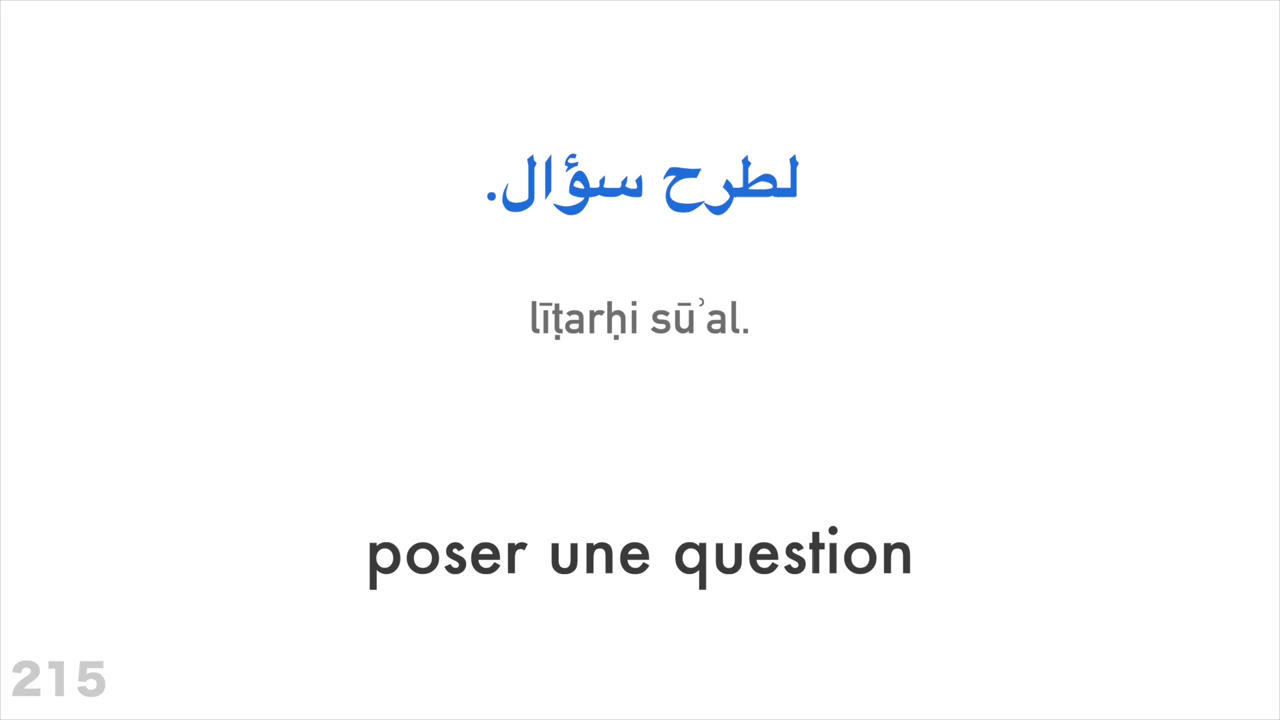 لطرح سؤال.
līṭarḥi sūʾal.
poser une question
215